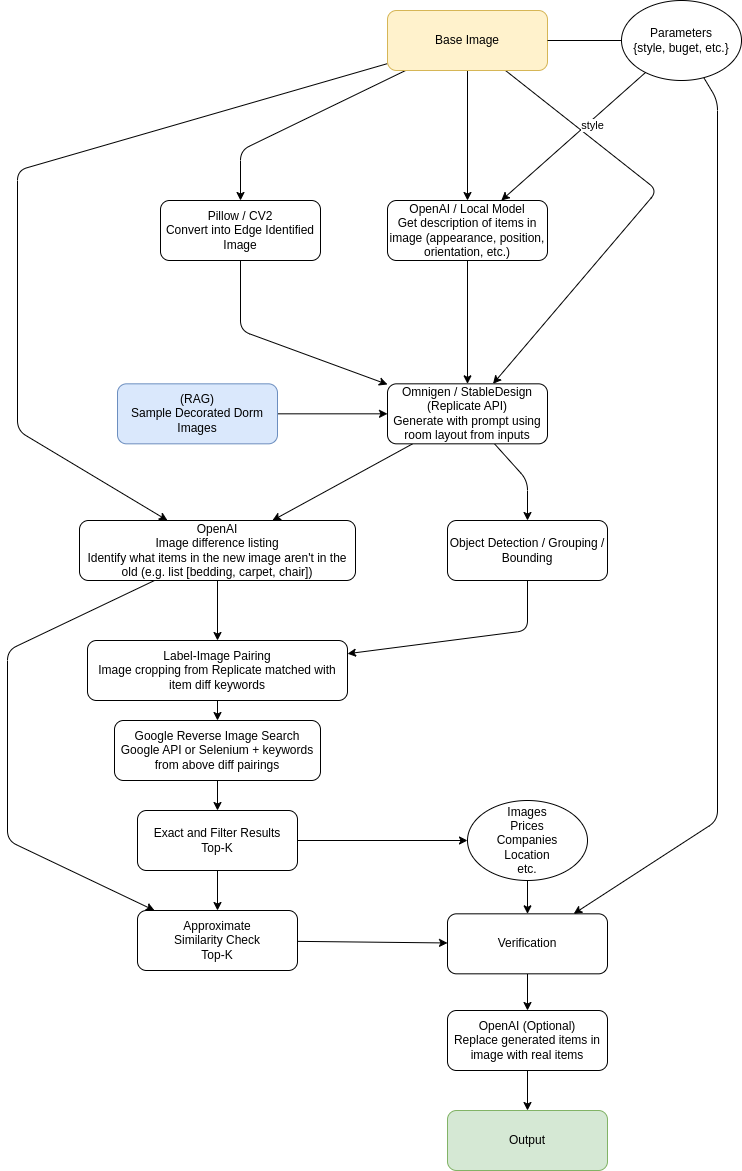 Base Image
Parameters
{style, buget, etc.}
style
Pillow / CV2
Convert into Edge Identified
Image
OpenAI / Local Model
Get description of items in
image (appearance, position,
orientation, etc.)
(RAG)
Sample Decorated Dorm
Images
Omnigen / StableDesign
(Replicate API)
Generate with prompt using
room layout from inputs
OpenAI
Image difference listing
Identify what items in the new image aren't in the
old (e.g. list [bedding, carpet, chair])
Object Detection / Grouping /
Bounding
Label-Image Pairing
Image cropping from Replicate matched with
item diff keywords
Google Reverse Image Search
Google API or Selenium + keywords
from above diff pairings
Exact and Filter Results
Top-K
Images
Prices
Companies
Location
etc.
Approximate
Similarity Check
Top-K
Verification
OpenAI (Optional)
Replace generated items in
image with real items
Output